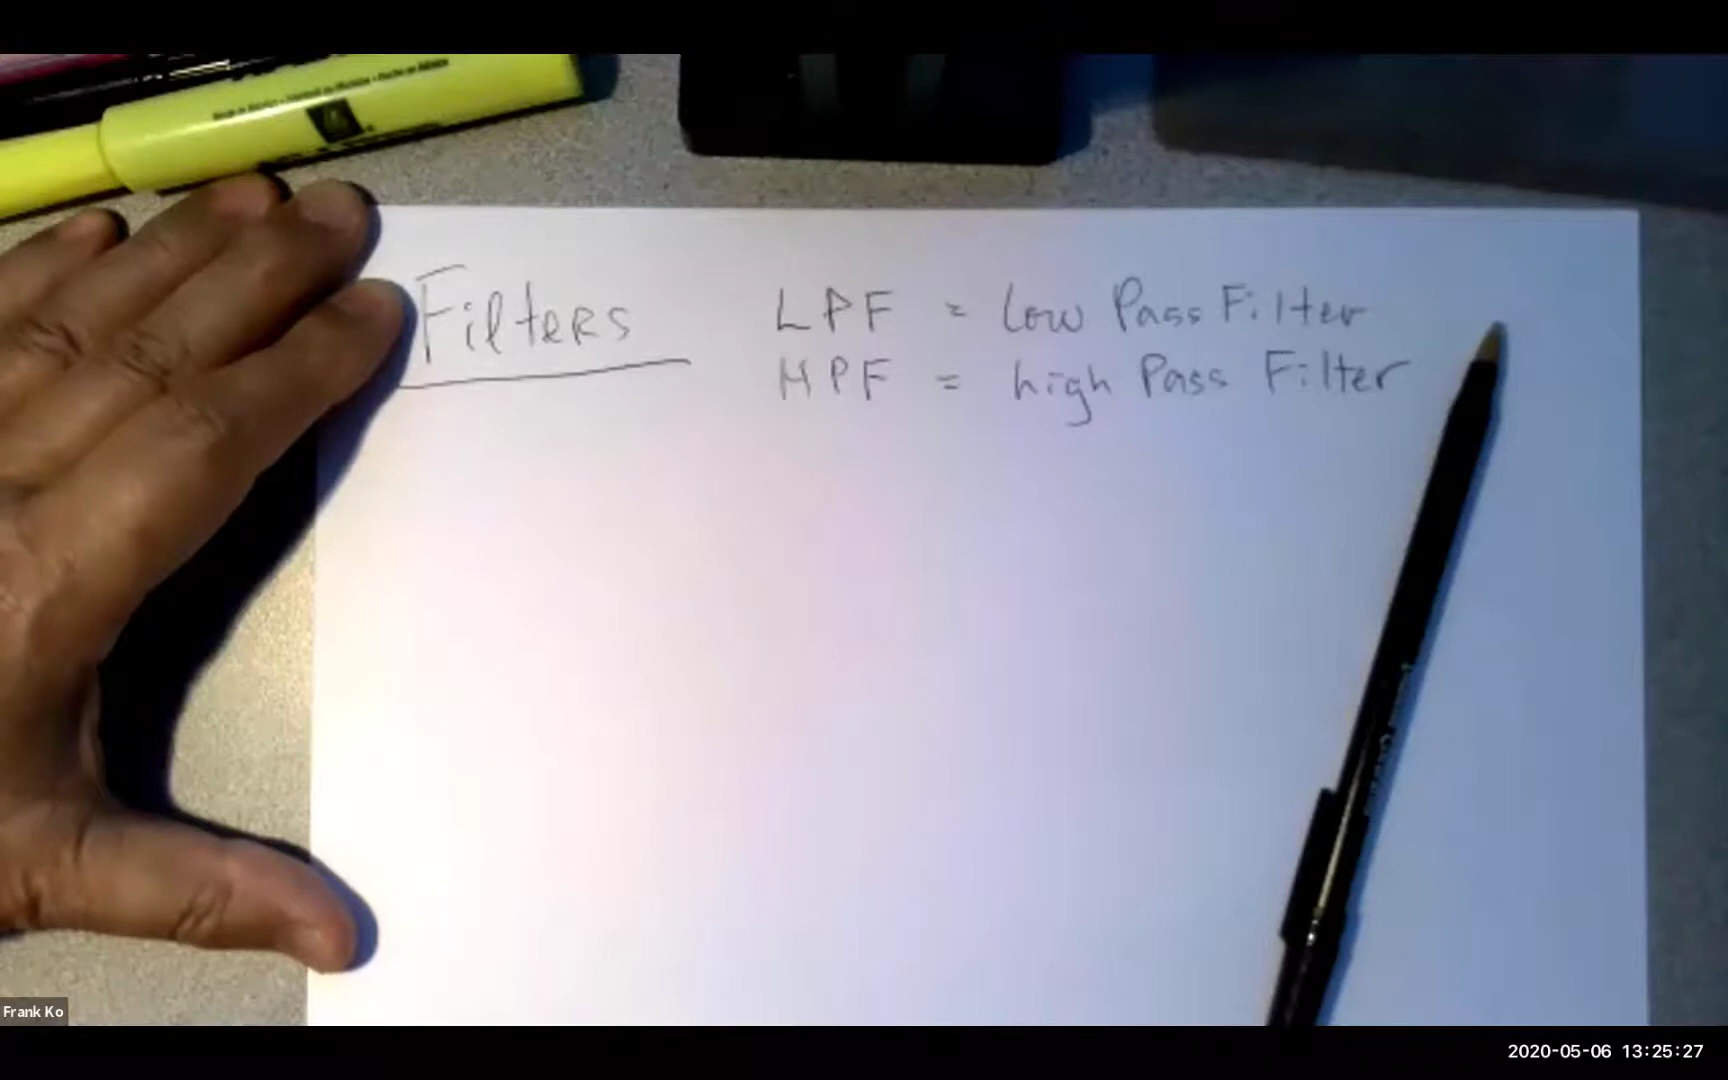 Filters
LPF = Low Pass Filter
HPF = high Pass Filter
Frank Ko
2020-05-06 13:25:27